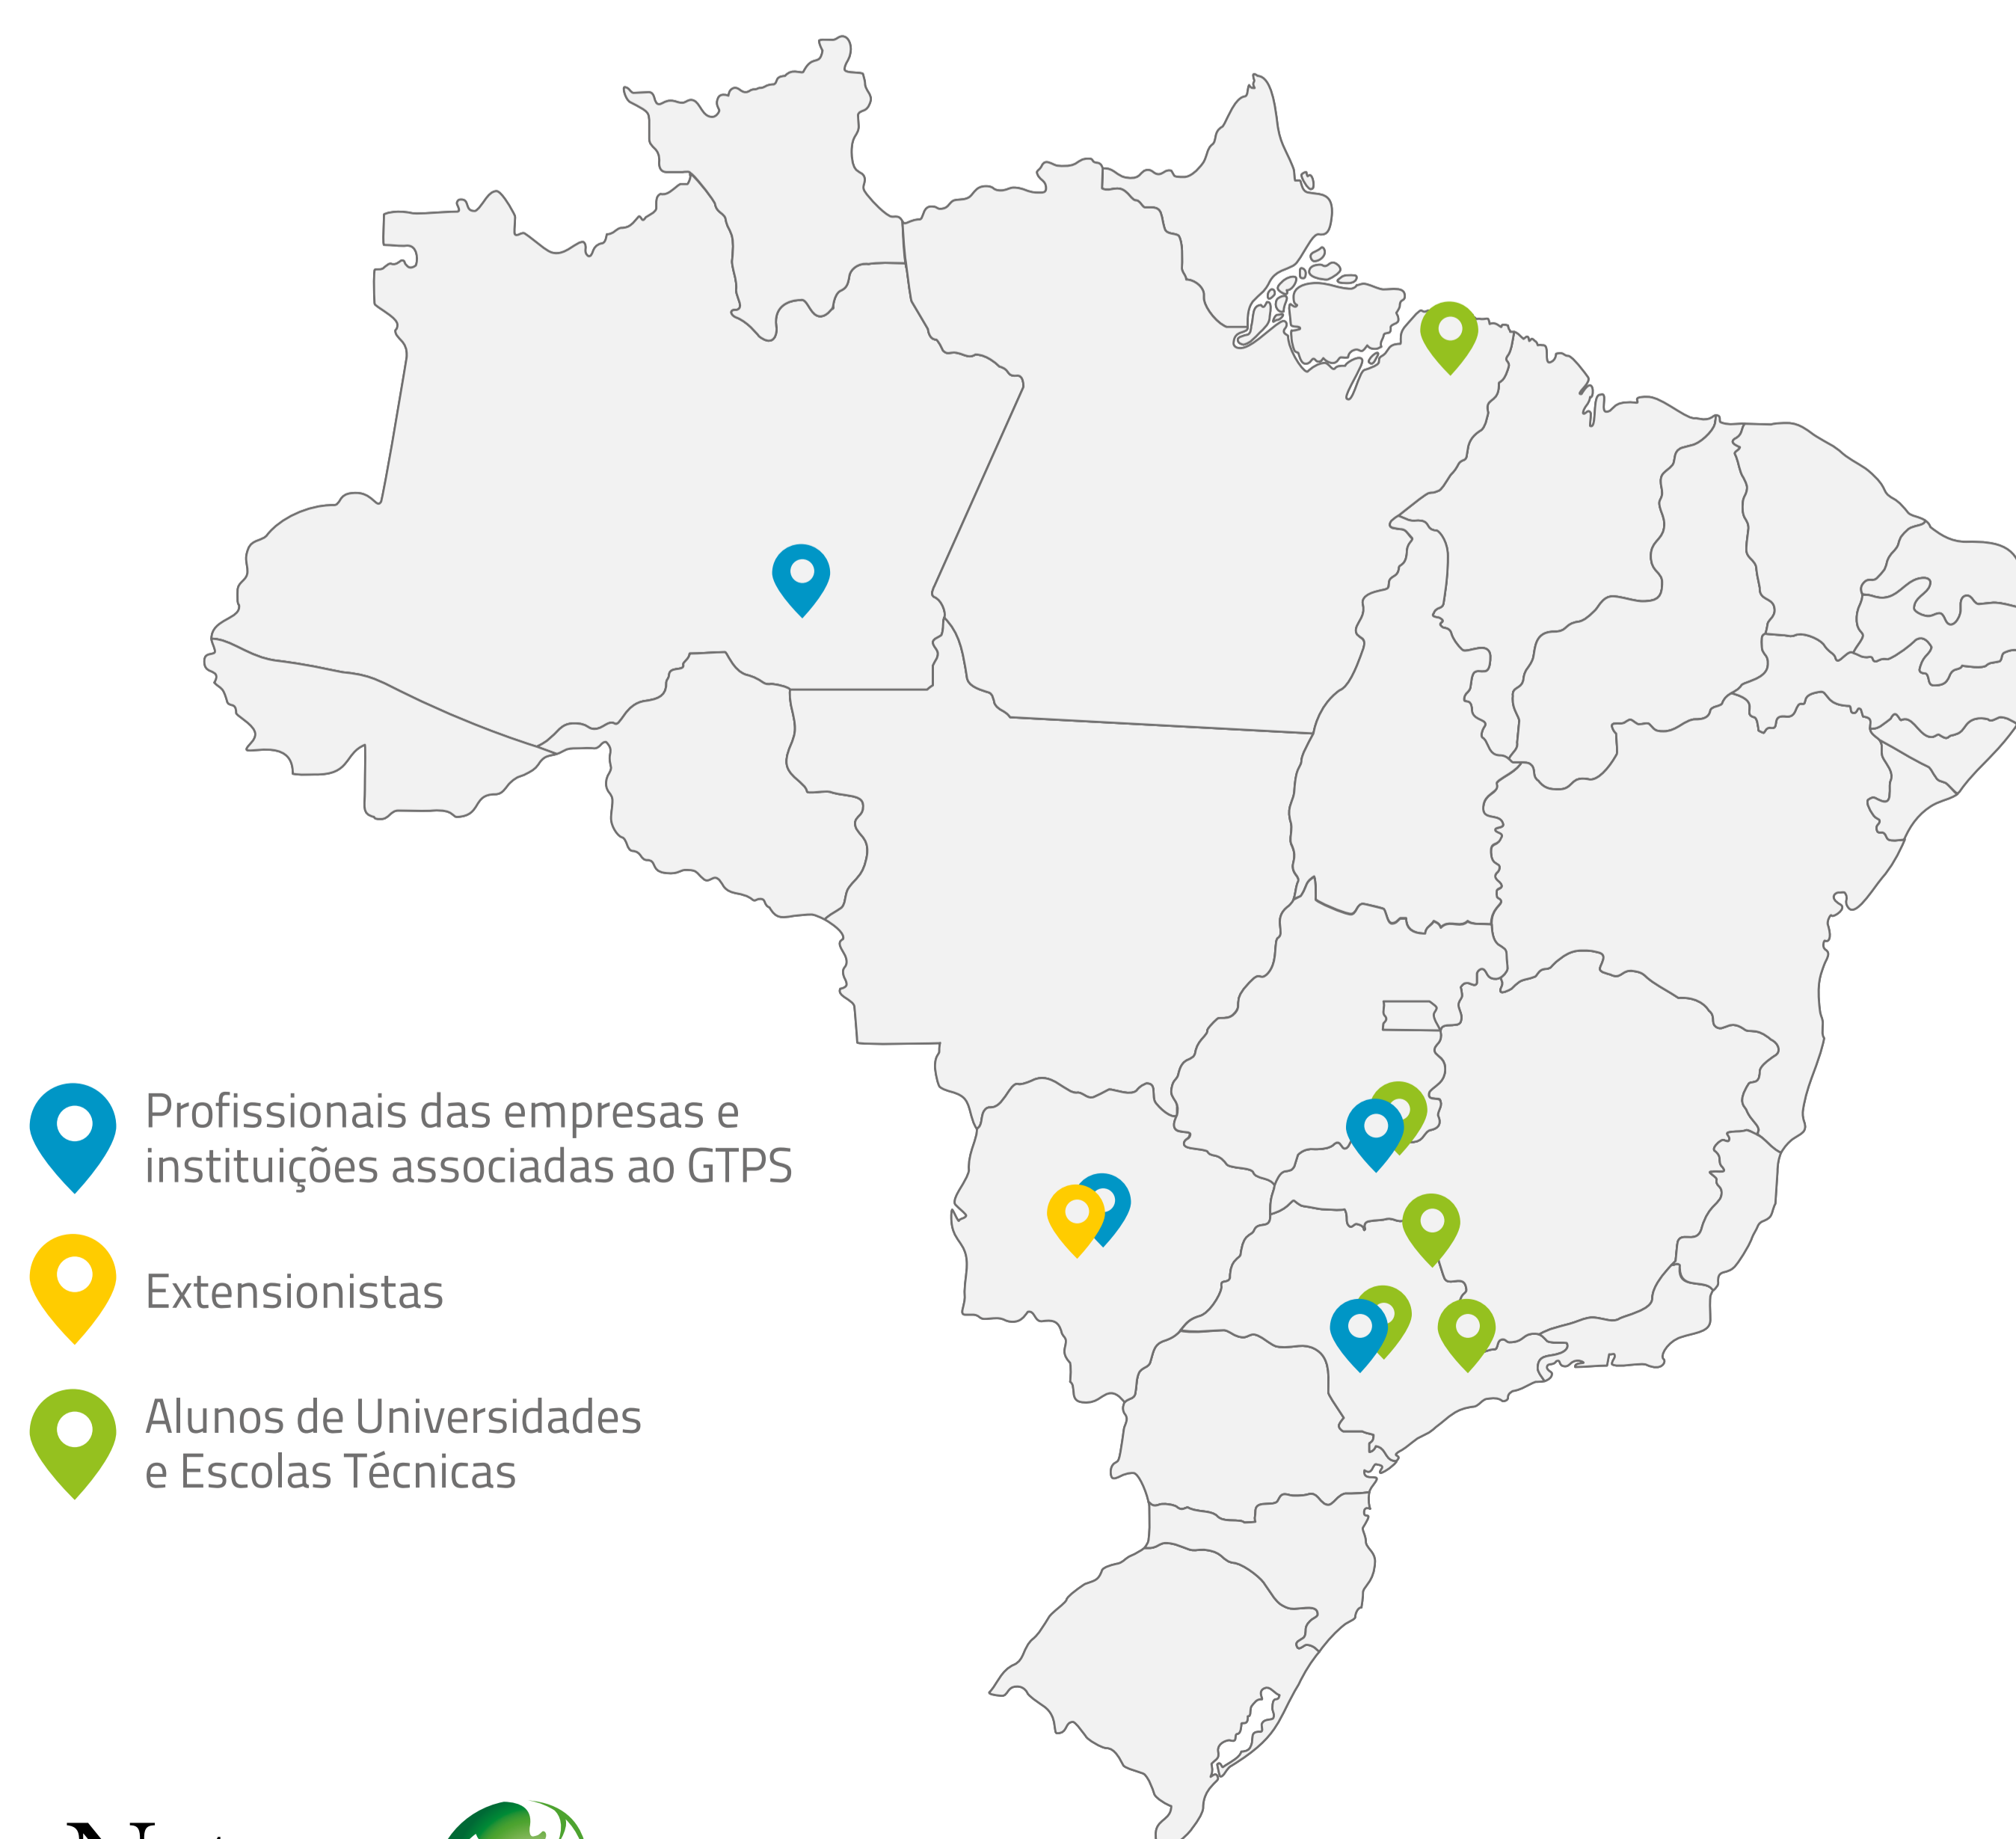 Profissionais das empresas e
instituições associadas ao GTPS
Extensionistas
Alunos de Universidades
e Escolas Técnicas